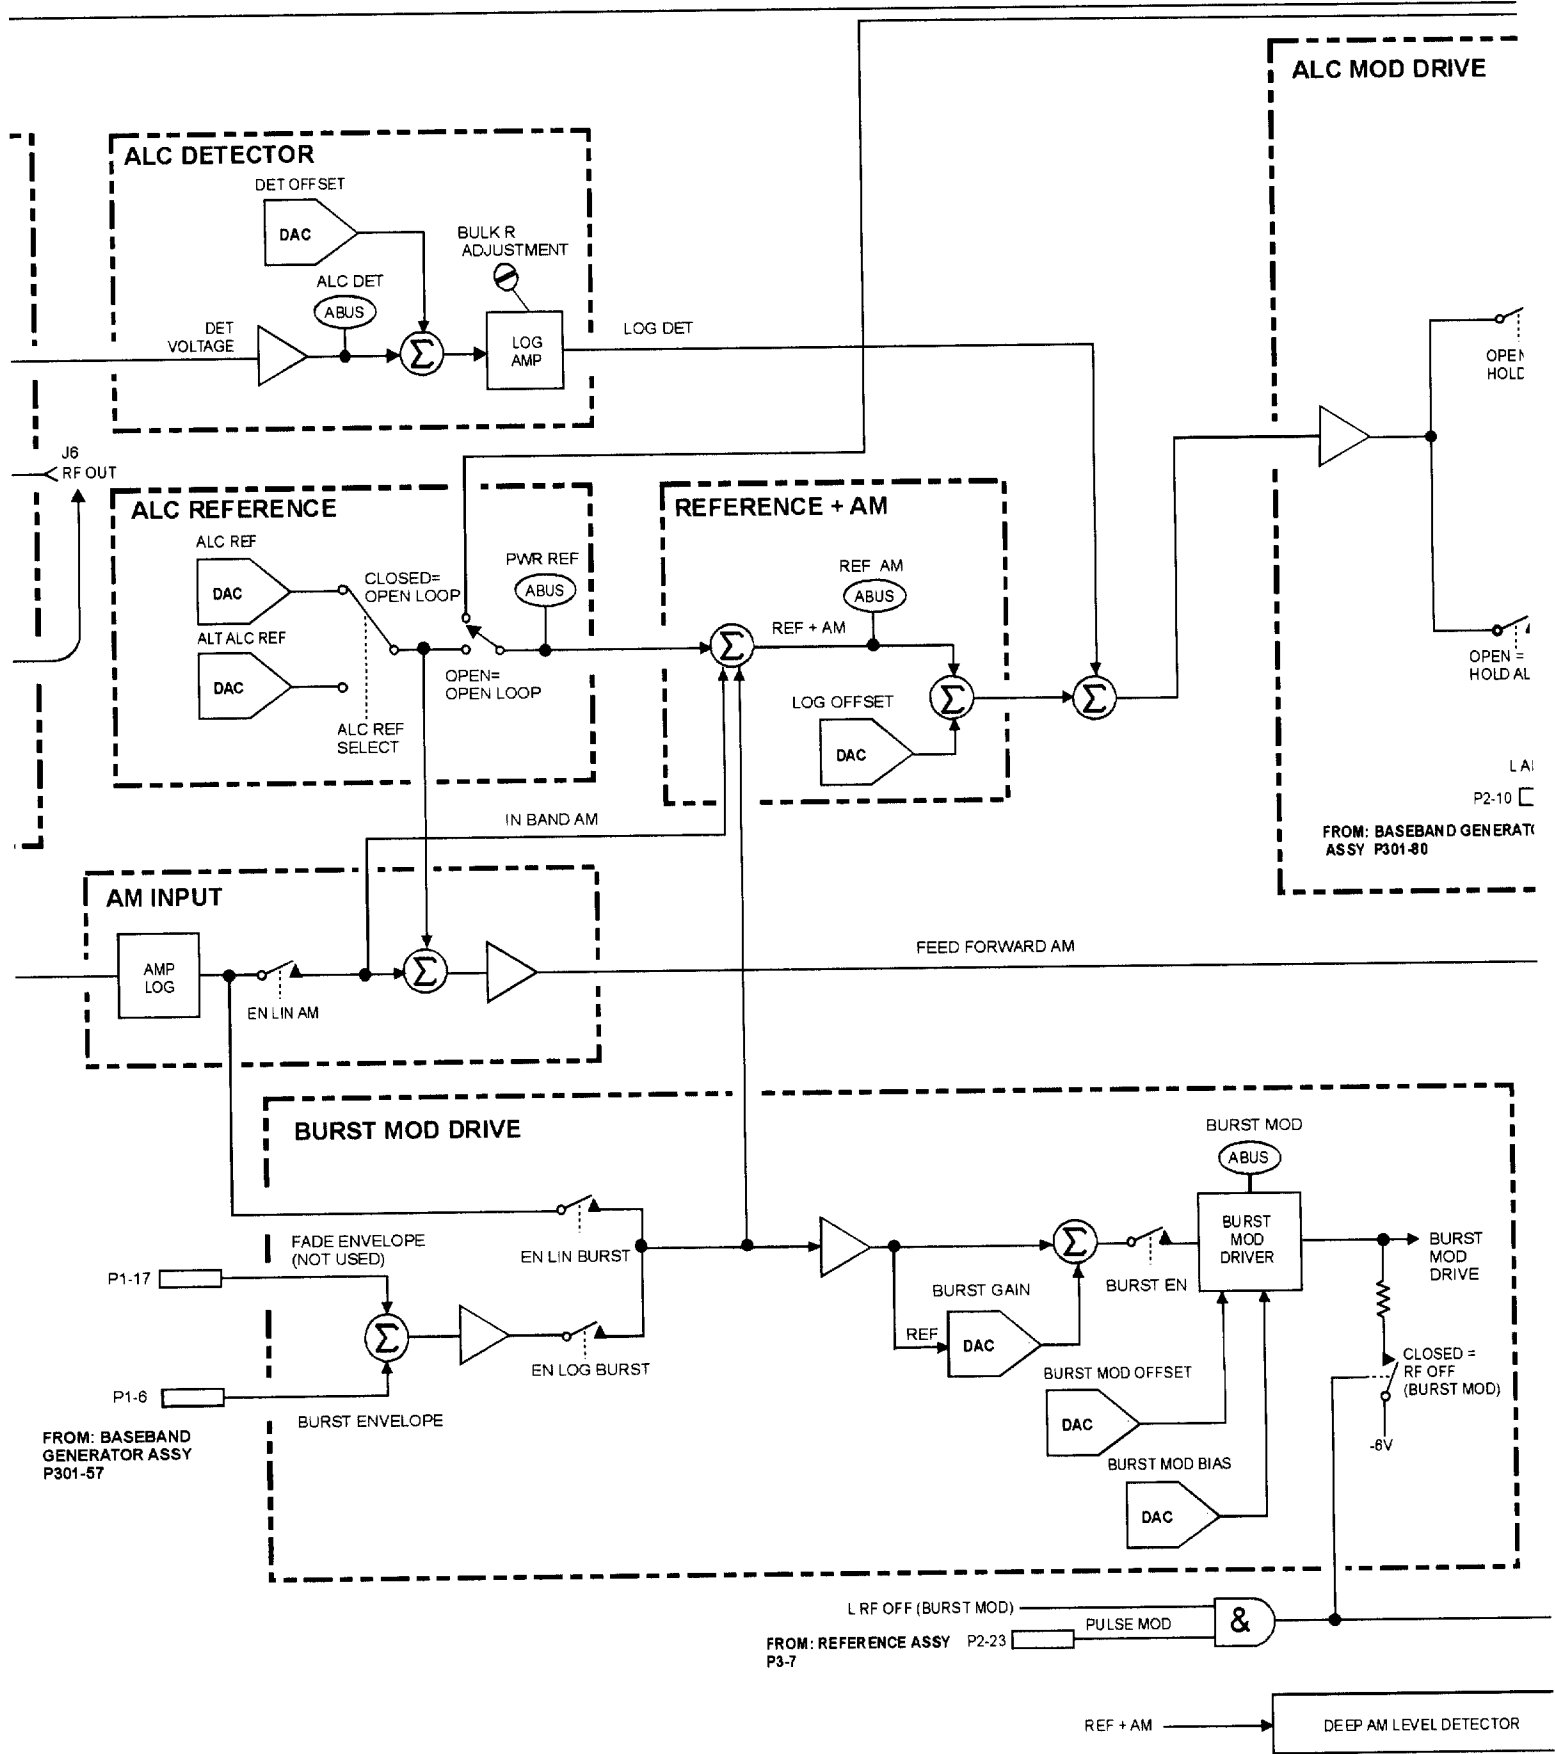 ALC MOD DRIVE
ALC DETECTOR
DET OFFSET
DAC
BULK R
ADJUSTMENT
ALC DET
ABUS
DET
VOLTAGE
Σ
LOG
AMP
LOG DET
OPEN
HOLD
J6
RF OUT
ALC REFERENCE
ALC REF
DAC
CLOSED=
OPEN LOOP
PWR REF
ABUS
ALT ALC REF
DAC
OPEN=
OPEN LOOP
ALC REF
SELECT
REFERENCE + AM
REF AM
ABUS
REF + AM
Σ
LOG OFFSET
DAC
Σ
Σ
OPEN =
HOLD AL
L A
P2-10
FROM: BASEBAND GENERATO
ASSY P301-80
IN BAND AM
AM INPUT
AMP
LOG
EN LIN AM
Σ
FEED FORWARD AM
BURST MOD DRIVE
BURST MOD
ABUS
FADE ENVELOPE
(NOT USED)
P1-17
EN LIN BURST
Σ
BURST
MOD
DRIVER
BURST
MOD
DRIVE
BURST EN
BURST GAIN
REF
DAC
Σ
EN LOG BURST
P1-6
BURST ENVELOPE
FROM: BASEBAND
GENERATOR ASSY
P301-57
BURST MOD OFFSET
DAC
CLOSED =
RF OFF
(BURST MOD)
-6V
BURST MOD BIAS
DAC
L RF OFF (BURST MOD)
PULSE MOD
&
FROM: REFERENCE ASSY P2-23
P3-7
REF + AM
DEEP AM LEVEL DETECTOR